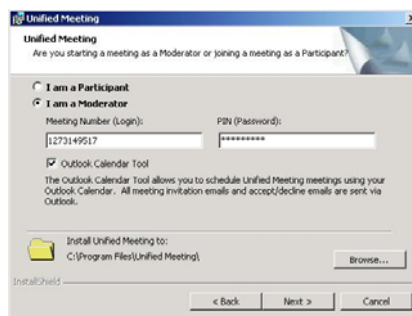 Unified Meeting
Unified Meeting
Are you starting a meeting as a Moderator or joining a meeting as a Participant?
I am a Participant
I am a Moderator
Meeting Number (Login): PIN (Password):
1273149517 *********
Outlook Calendar Tool
The Outlook Calendar Tool allows you to schedule Unified Meeting meetings using your
Outlook Calendar. All meeting invitation emails and accept/decline emails are sent via
Outlook.
Install Unified Meeting to:
C:\Program Files\Unified Meeting\
Browse...
InstallShield
< Back Next > Cancel